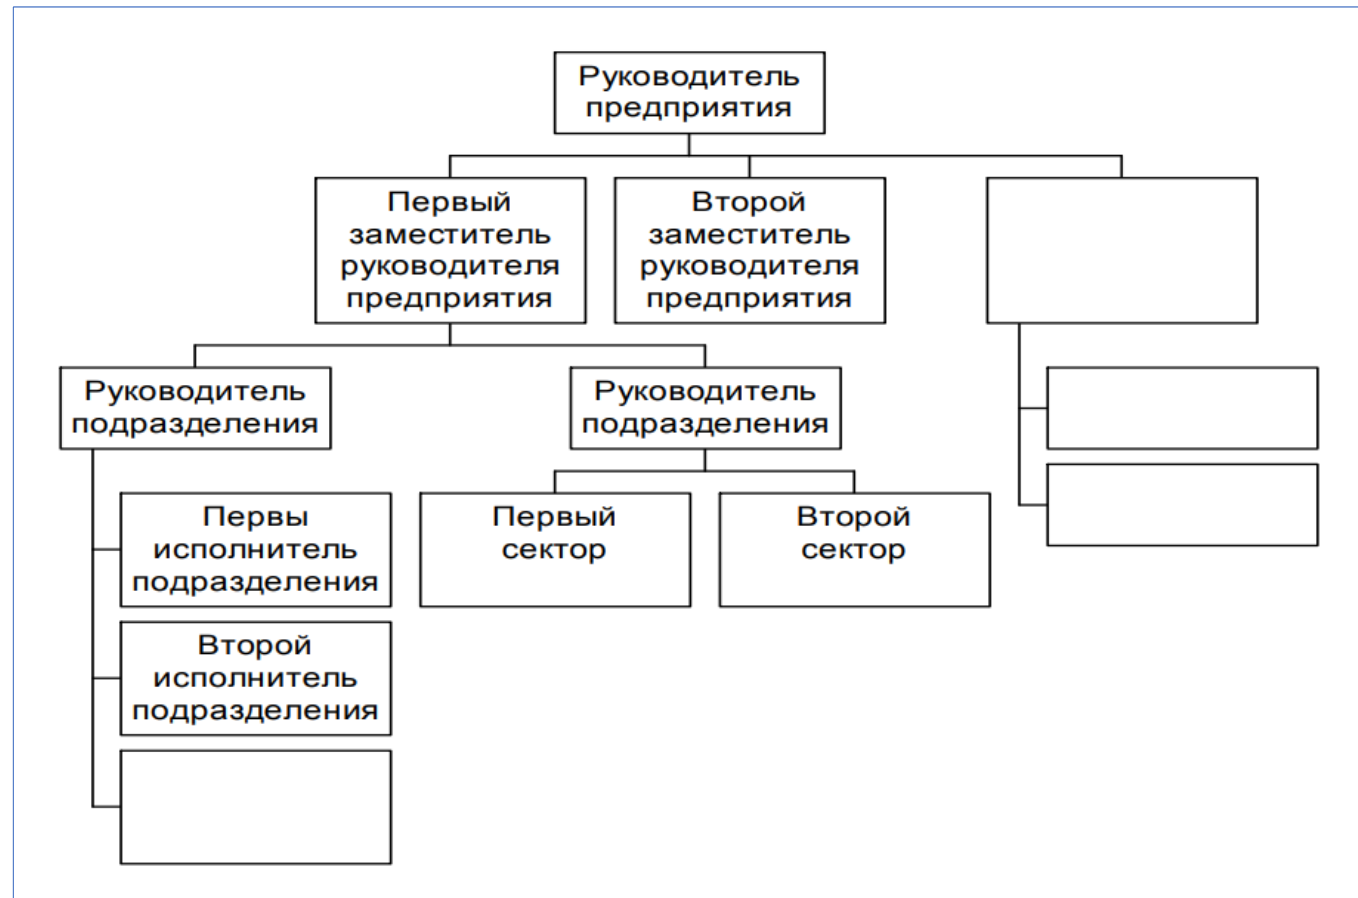 Руководитель
предприятия
Первый
заместитель
руководителя
предприятия
Второй
заместитель
руководителя
предприятия
Руководитель
подразделения
Руководитель
подразделения
Первы
исполнитель
подразделения
Первый
сектор
Второй
сектор
Второй
исполнитель
подразделения